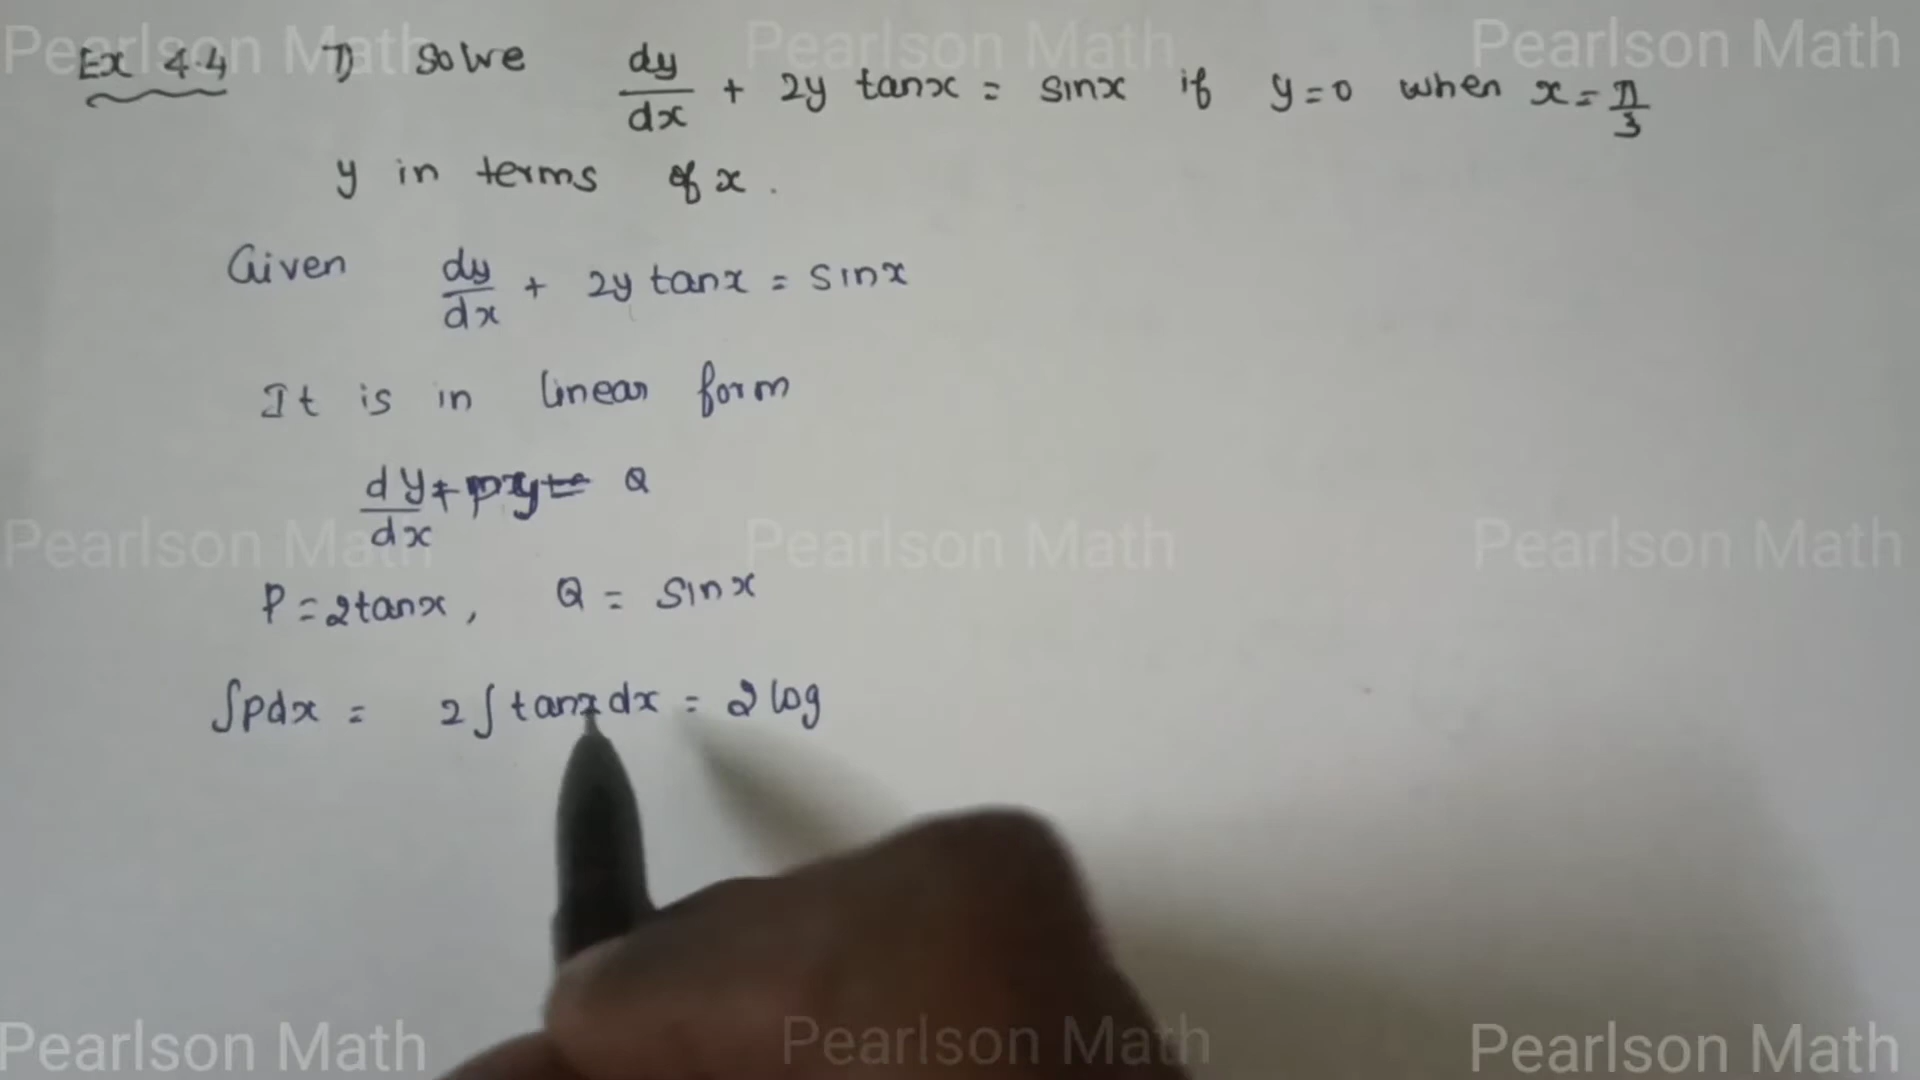 Pearlson Math Pearlson Math Pearlson Math
Ex 4.4 7) Solve dy/dx + 2y tanx = sinx if y=0 when x=π/3
y in terms of x.
Given dy/dx + 2y tanx = sinx
It is in linear form
dy/dx + py = Q
Pearlson Math Pearlson Math Pearlson Math
P = 2tanx, Q = sinx
∫pdx = 2∫tanx dx = 2 log
Pearlson Math Pearlson Math Pearlson Math